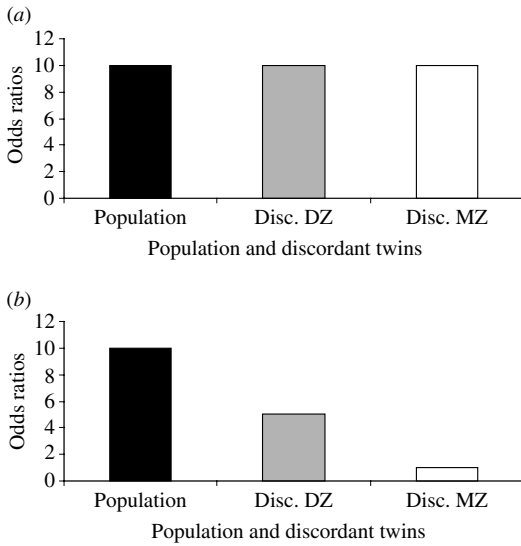 (a)
12
10
8
6
4
2
0
Odds ratios
Population Disc. DZ Disc. MZ
Population and discordant twins
(b)
12
10
8
6
4
2
0
Odds ratios
Population Disc. DZ Disc. MZ
Population and discordant twins